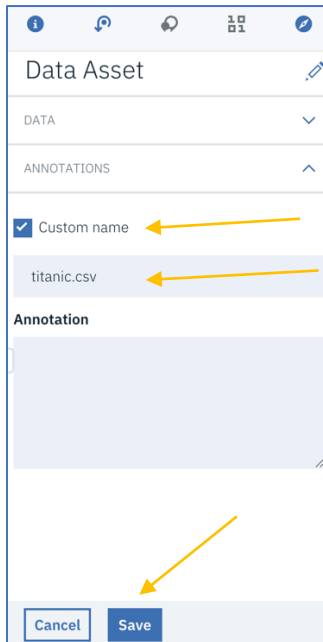 Data Asset
DATA
ANNOTATIONS
Custom name
titanic.csv
Annotation
Cancel
Save